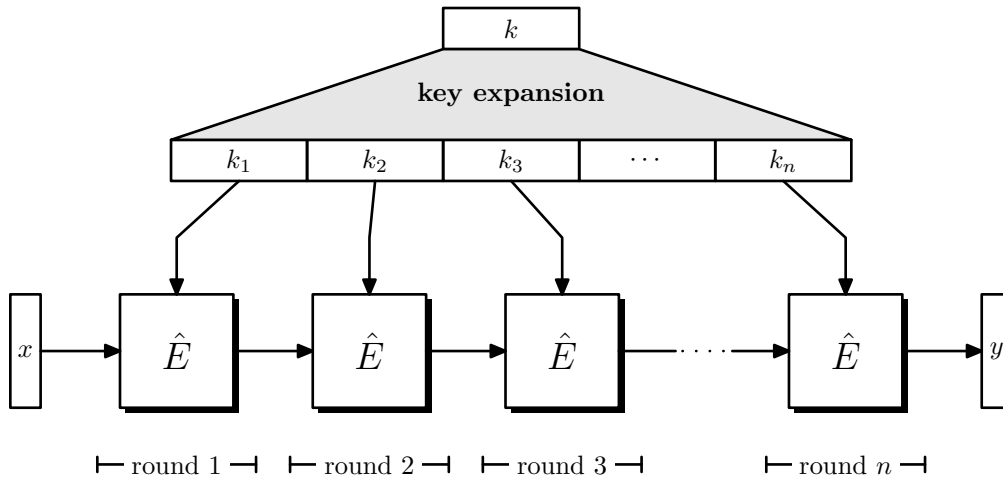 k
key expansion
k₁ k₂ k₃ ⋯ kₙ
x Ê Ê Ê ···· Ê y
round 1 round 2 round 3 round n